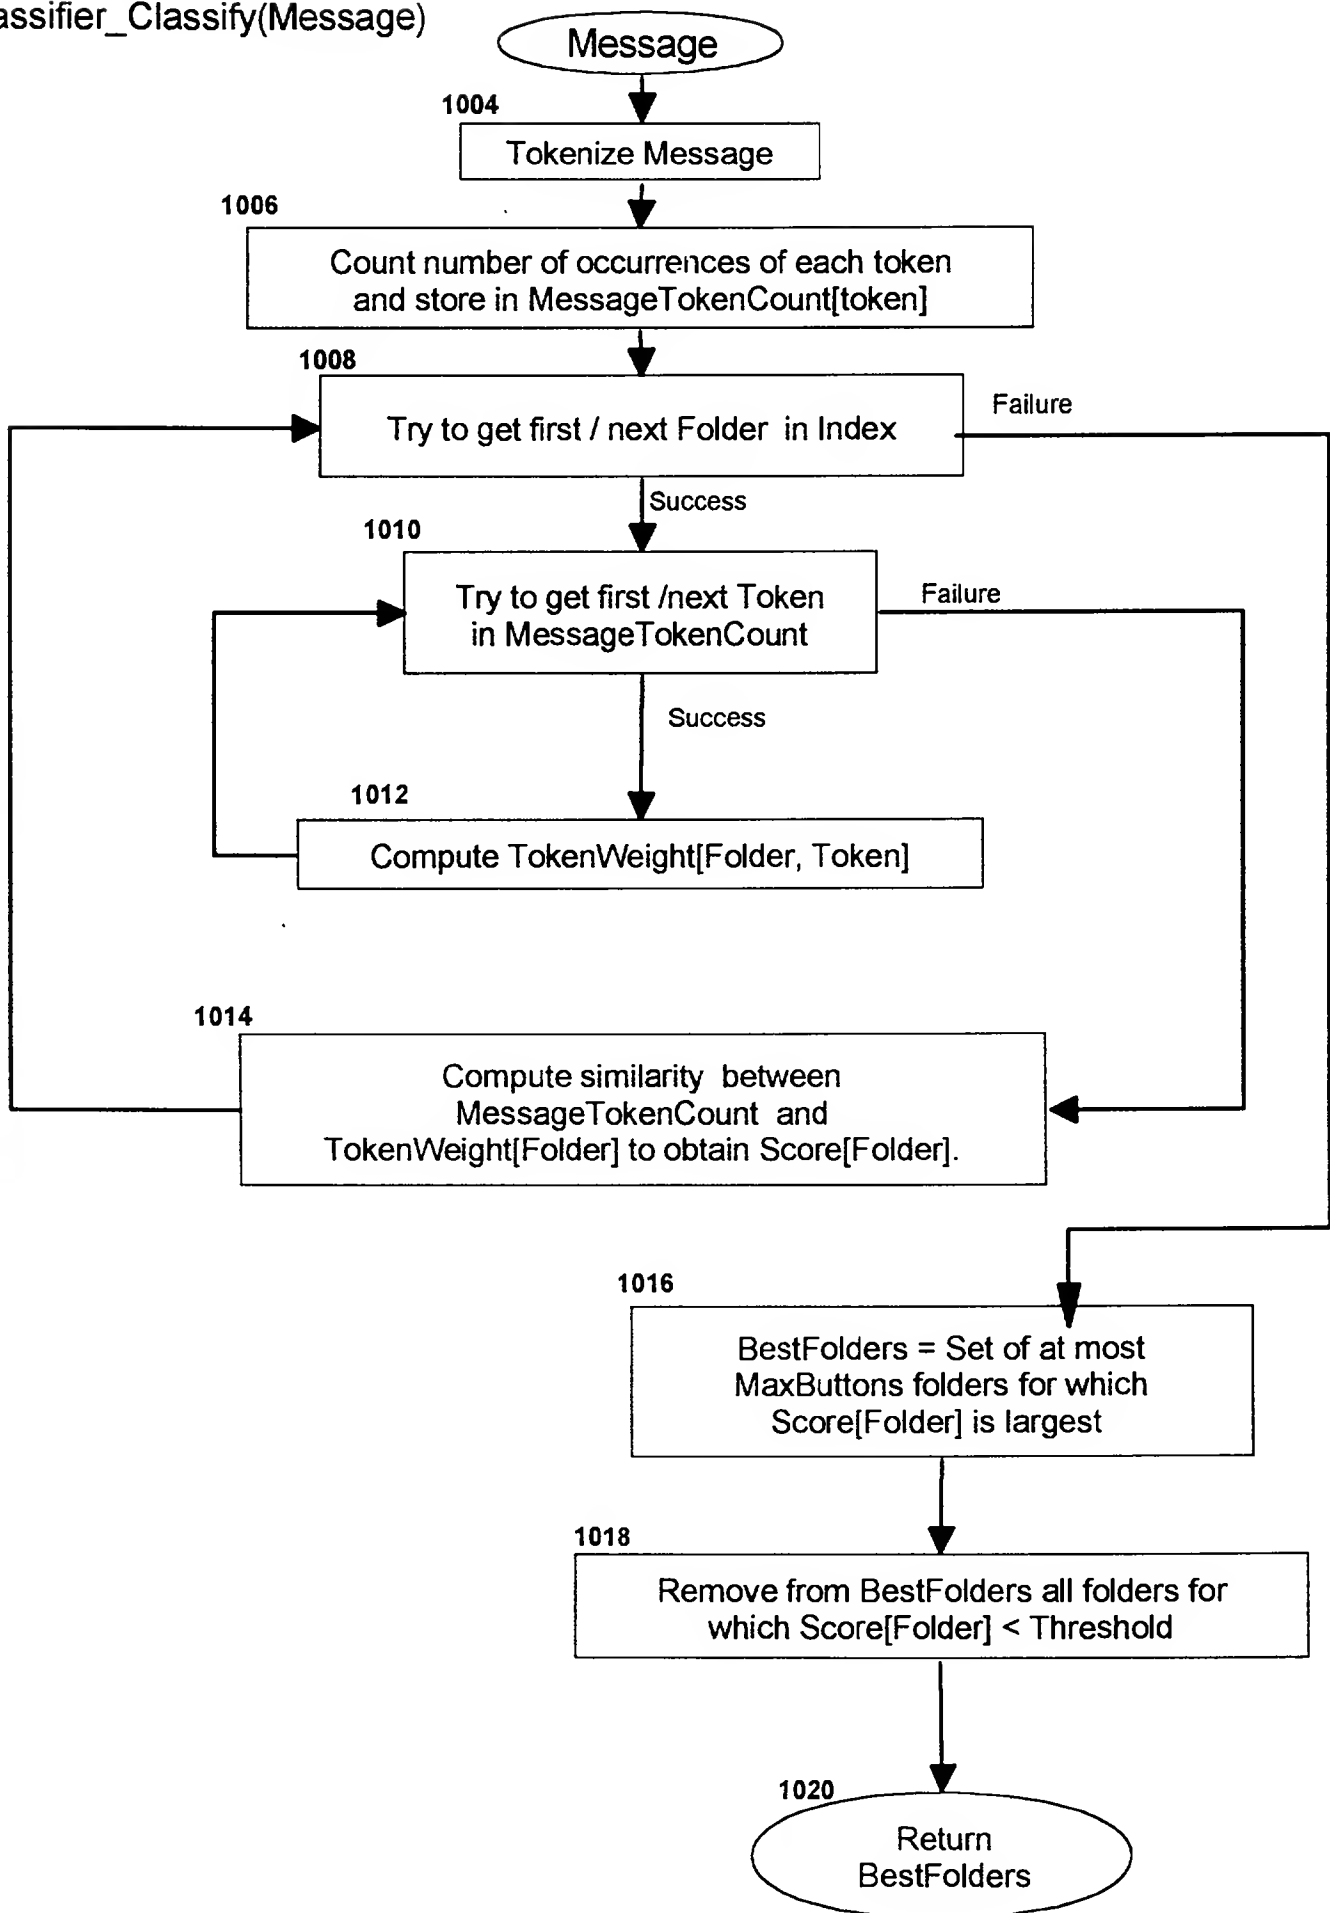 assifier_Classify(Message)
Message
1004
Tokenize Message
1006
Count number of occurrences of each token
and store in MessageTokenCount[token]
1008
Try to get first / next Folder in Index
Failure
Success
1010
Try to get first /next Token
in MessageTokenCount
Failure
Success
1012
Compute TokenWeight[Folder, Token]
1014
Compute similarity between
MessageTokenCount and
TokenWeight[Folder] to obtain Score[Folder].
1016
BestFolders = Set of at most
MaxButtons folders for which
Score[Folder] is largest
1018
Remove from BestFolders all folders for
which Score[Folder] < Threshold
1020
Return
BestFolders